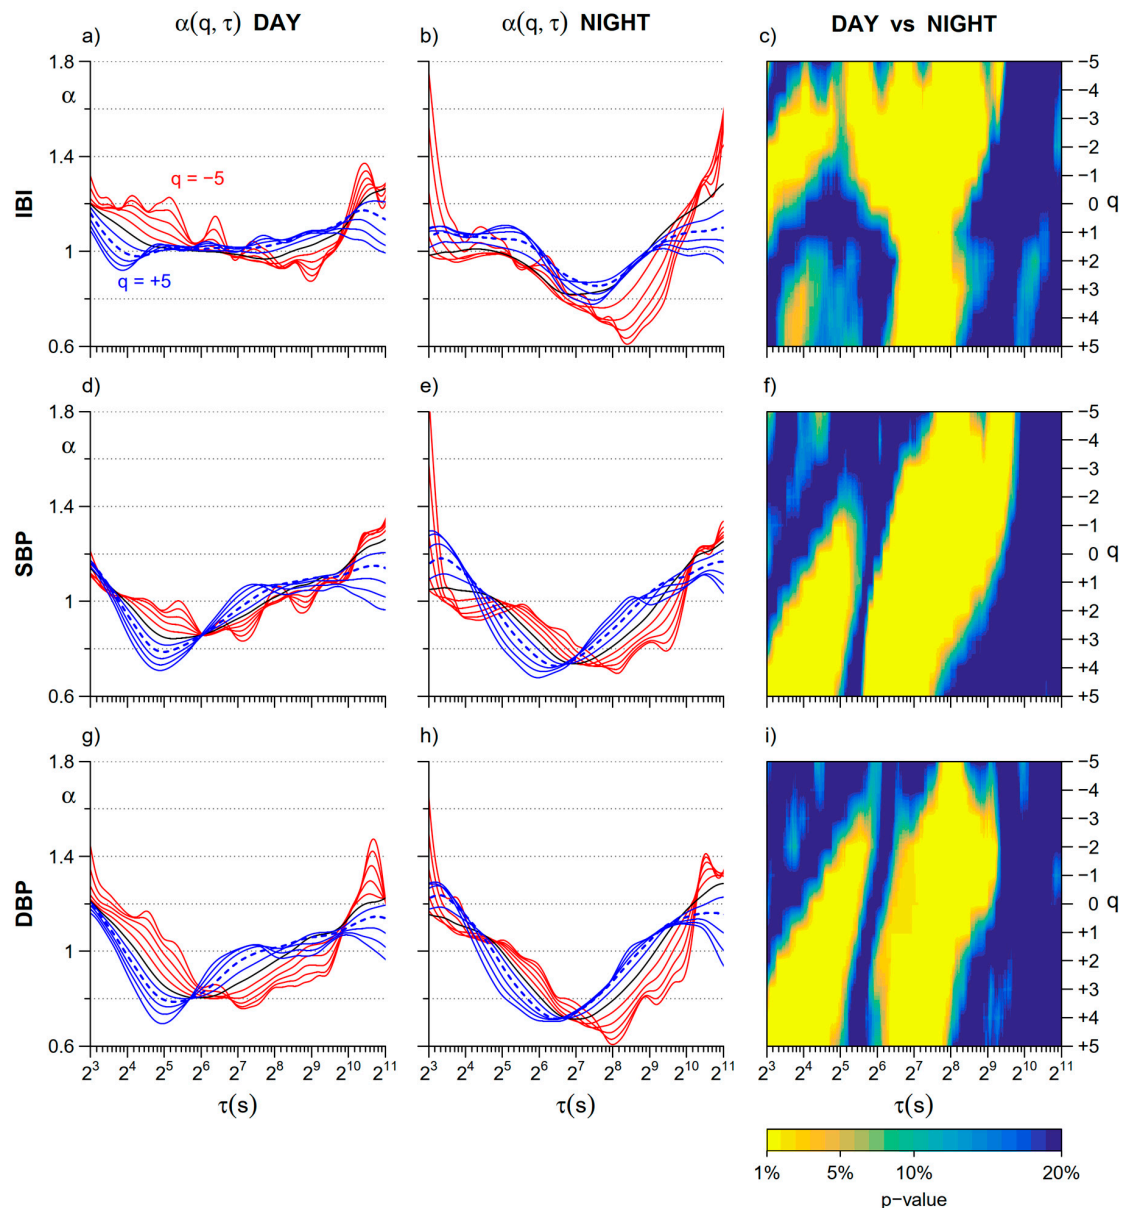 α(q, τ) DAY
α(q, τ) NIGHT
DAY vs NIGHT
a)
b)
c)
IBI
1.8
α
1.4
1
0.6
q = −5
q = +5
−5
−4
−3
−2
−1
0 q
+1
+2
+3
+4
+5
d)
e)
f)
SBP
1.8
α
1.4
1
0.6
−5
−4
−3
−2
−1
0 q
+1
+2
+3
+4
+5
g)
h)
i)
DBP
1.8
α
1.4
1
0.6
−5
−4
−3
−2
−1
0 q
+1
+2
+3
+4
+5
2³ 2⁴ 2⁵ 2⁶ 2⁷ 2⁸ 2⁹ 2¹⁰ 2¹¹
2³ 2⁴ 2⁵ 2⁶ 2⁷ 2⁸ 2⁹ 2¹⁰ 2¹¹
2³ 2⁴ 2⁵ 2⁶ 2⁷ 2⁸ 2⁹ 2¹⁰ 2¹¹
τ(s)
τ(s)
τ(s)
1% 5% 10% 20%
p−value